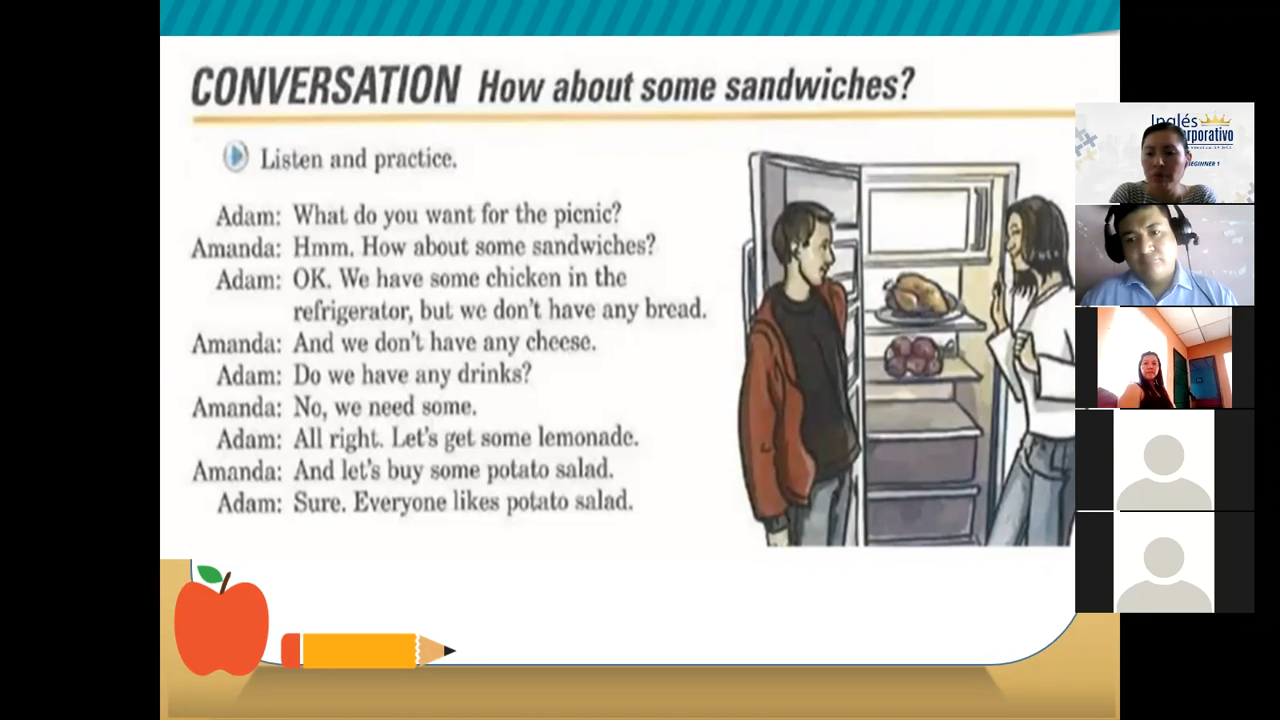 CONVERSATION How about some sandwiches?
Listen and practice.
Adam: What do you want for the picnic?
Amanda: Hmm. How about some sandwiches?
Adam: OK. We have some chicken in the
refrigerator, but we don't have any bread.
Amanda: And we don't have any cheese.
Adam: Do we have any drinks?
Amanda: No, we need some.
Adam: All right. Let's get some lemonade.
Amanda: And let's buy some potato salad.
Adam: Sure. Everyone likes potato salad.
Inglés